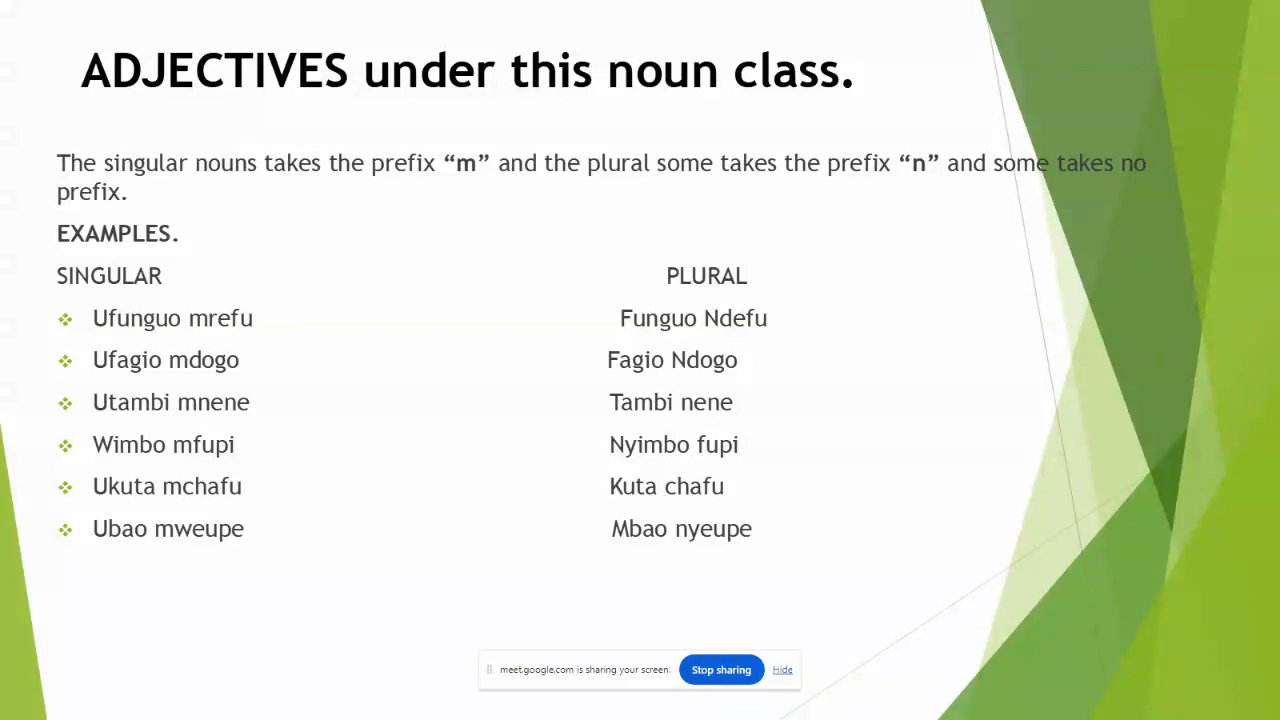 ADJECTIVES under this noun class.
The singular nouns takes the prefix “m” and the plural some takes the prefix “n” and some takes no
prefix.
EXAMPLES.
SINGULAR PLURAL
Ufunguo mrefu Funguo Ndefu
Ufagio mdogo Fagio Ndogo
Utambi mnene Tambi nene
Wimbo mfupi Nyimbo fupi
Ukuta mchafu Kuta chafu
Ubao mweupe Mbao nyeupe
meet.google.com is sharing your screen. Stop sharing Hide